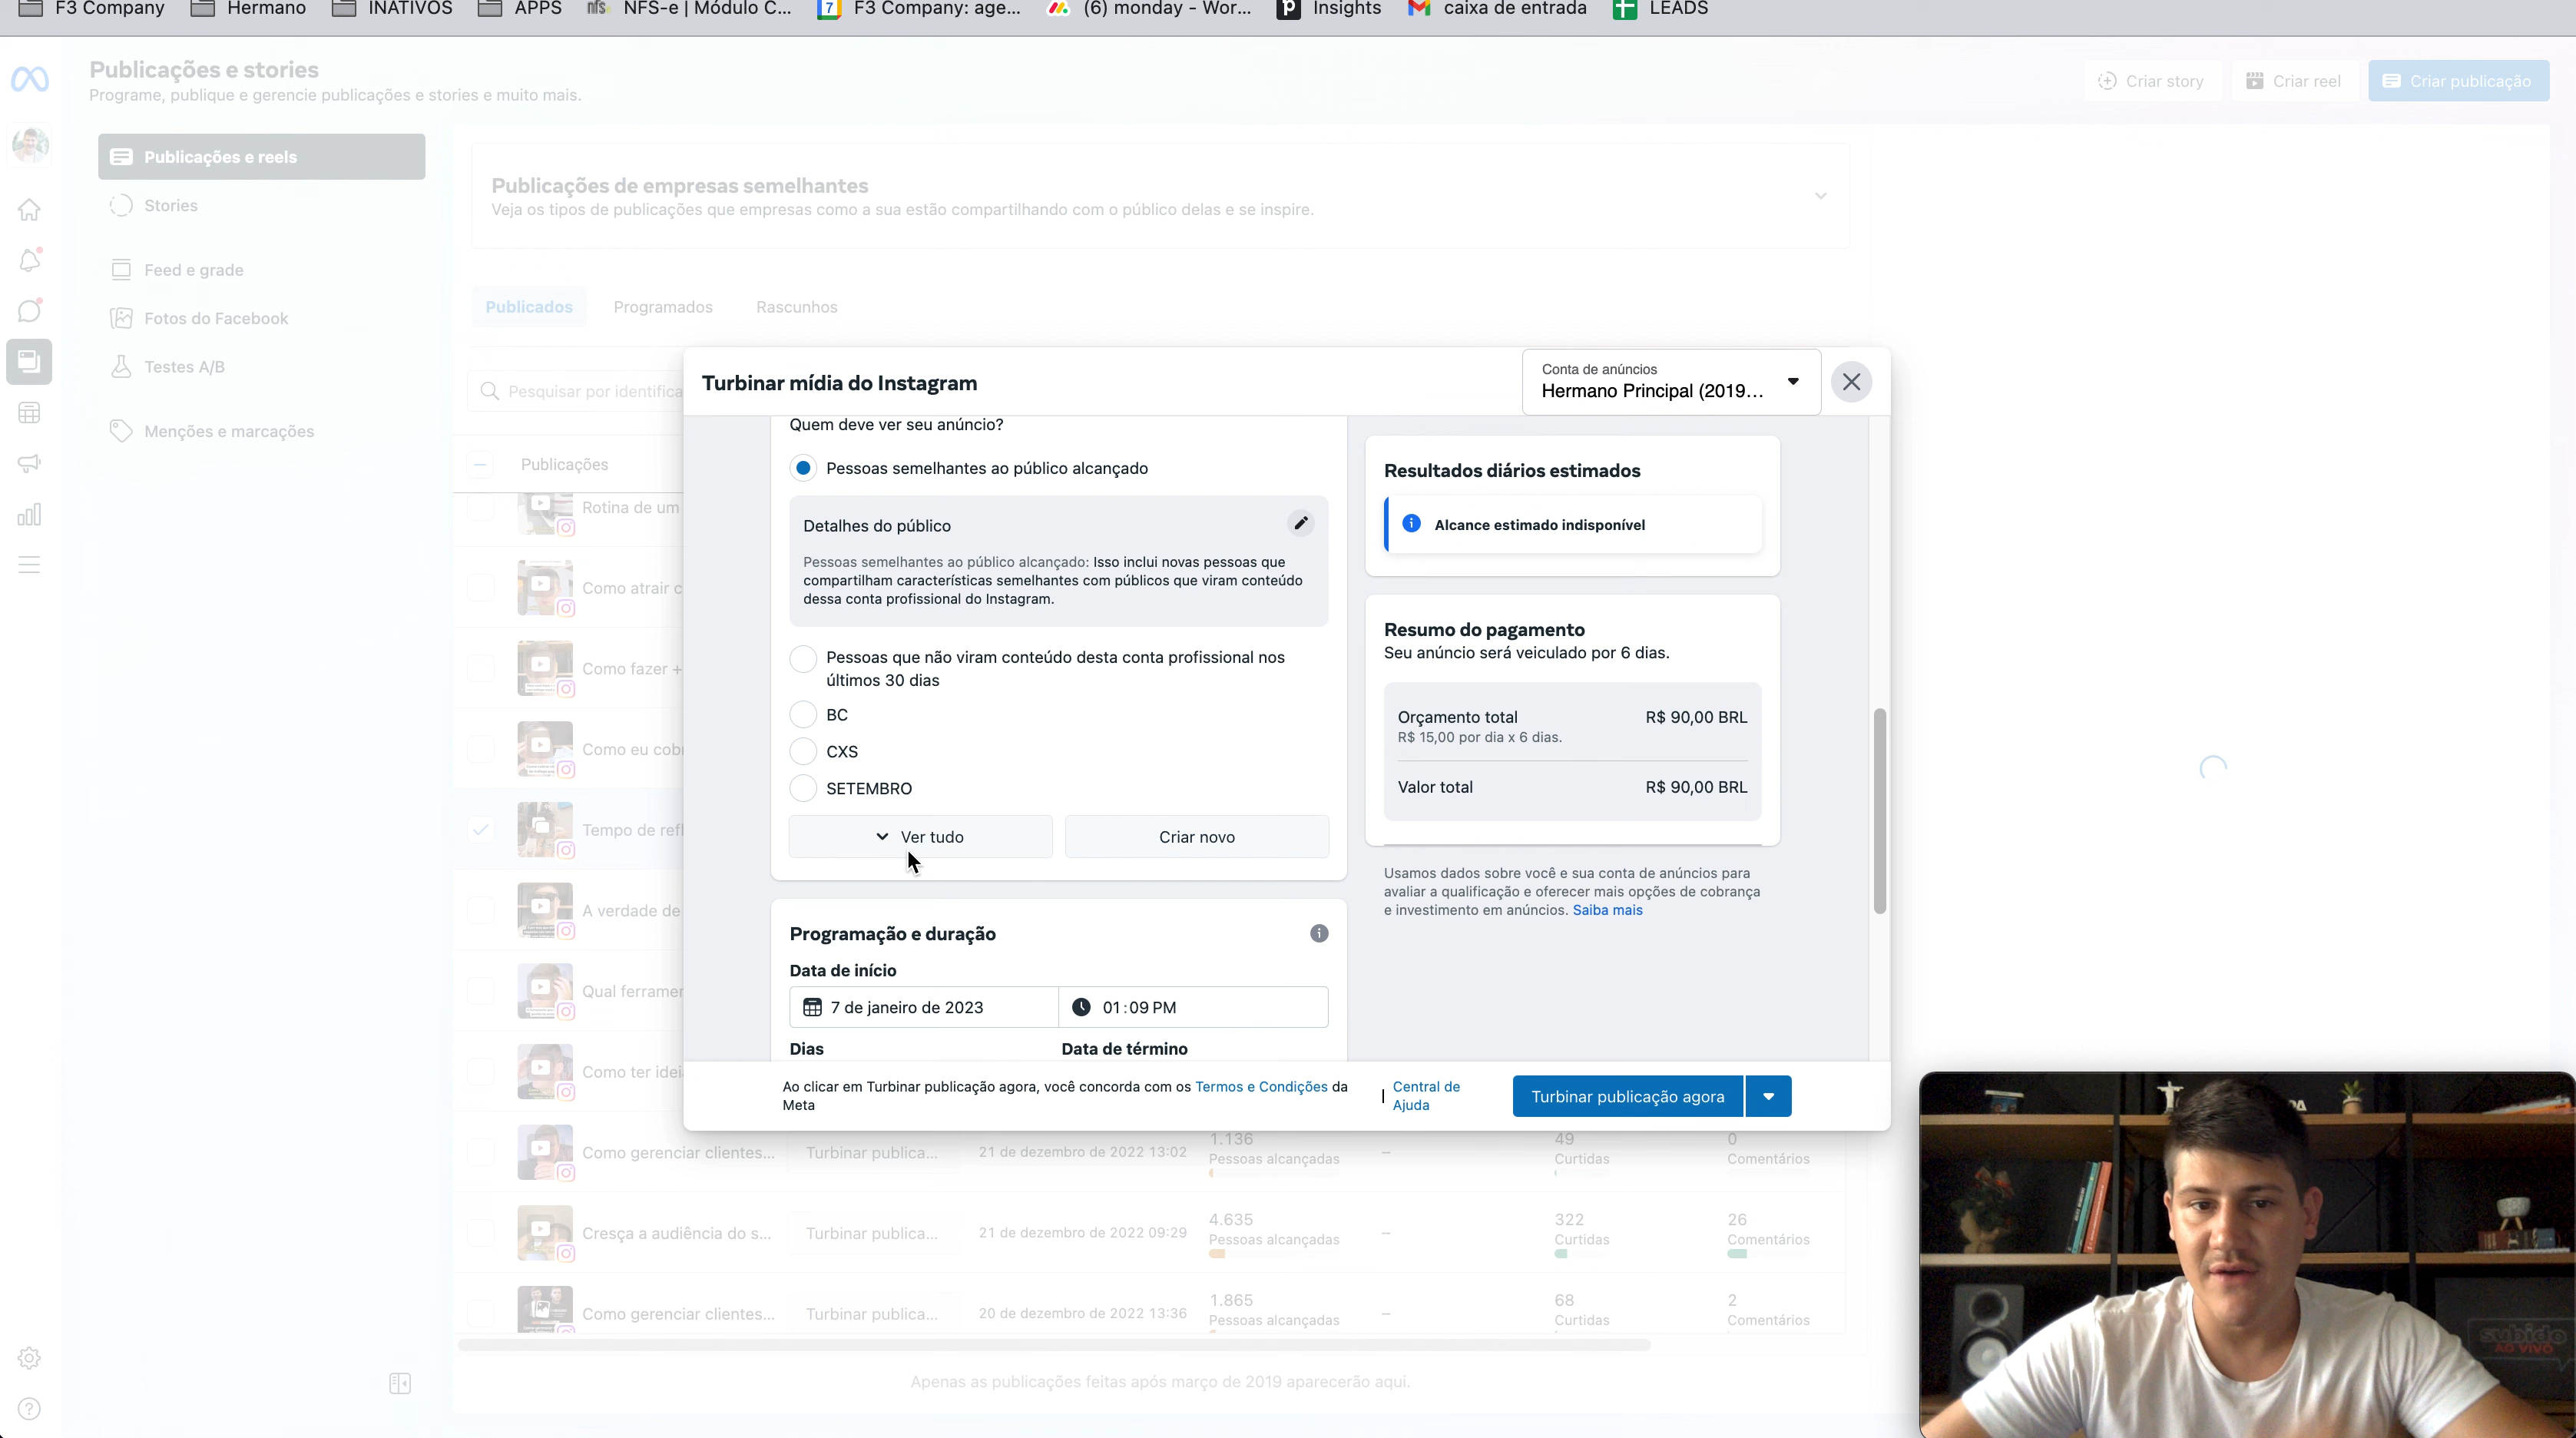 F3 Company
Hermano
INATIVOS
APPS
NFS-e | Módulo C...
F3 Company: age...
(6) monday - Wor...
Insights
caixa de entrada
LEADS
Publicações e stories
Programe, publique e gerencie publicações e stories e muito mais.
Criar story
Criar reel
Criar publicação
Publicações e reels
Stories
Feed e grade
Fotos do Facebook
Testes A/B
Menções e marcações
Publicações de empresas semelhantes
Veja os tipos de publicações que empresas como a sua estão compartilhando com o público delas e se inspire.
Publicados
Programados
Rascunhos
Pesquisar por identifica
Publicações
Rotina de um
Como atrair c
Como fazer +
Como eu cob
Tempo de refl
A verdade de
Qual ferramen
Como ter idei
Turbinar mídia do Instagram
Conta de anúncios
Hermano Principal (2019...
Quem deve ver seu anúncio?
Pessoas semelhantes ao público alcançado
Detalhes do público
Pessoas semelhantes ao público alcançado: Isso inclui novas pessoas que
compartilham características semelhantes com públicos que viram conteúdo
dessa conta profissional do Instagram.
Pessoas que não viram conteúdo desta conta profissional nos
últimos 30 dias
BC
CXS
SETEMBRO
Ver tudo
Criar novo
Programação e duração
Data de início
7 de janeiro de 2023
01:09 PM
Dias
Data de término
Resultados diários estimados
Alcance estimado indisponível
Resumo do pagamento
Seu anúncio será veiculado por 6 dias.
Orçamento total
R$ 90,00 BRL
R$ 15,00 por dia x 6 dias.
Valor total
R$ 90,00 BRL
Usamos dados sobre você e sua conta de anúncios para
avaliar a qualificação e oferecer mais opções de cobrança
e investimento em anúncios. Saiba mais
Ao clicar em Turbinar publicação agora, você concorda com os Termos e Condições da
Meta
Central de
Ajuda
Turbinar publicação agora
Como gerenciar clientes...
Turbinar publica...
21 de dezembro de 2022 13:02
1.136
Pessoas alcançadas
--
49
Curtidas
0
Comentários
Cresça a audiência do s...
Turbinar publica...
21 de dezembro de 2022 09:29
4.635
Pessoas alcançadas
--
322
Curtidas
26
Comentários
Como gerenciar clientes...
Turbinar publica...
20 de dezembro de 2022 13:36
1.865
Pessoas alcançadas
--
68
Curtidas
2
Comentários
Apenas as publicações feitas após março de 2019 aparecerão aqui.
subido
AO VIVO